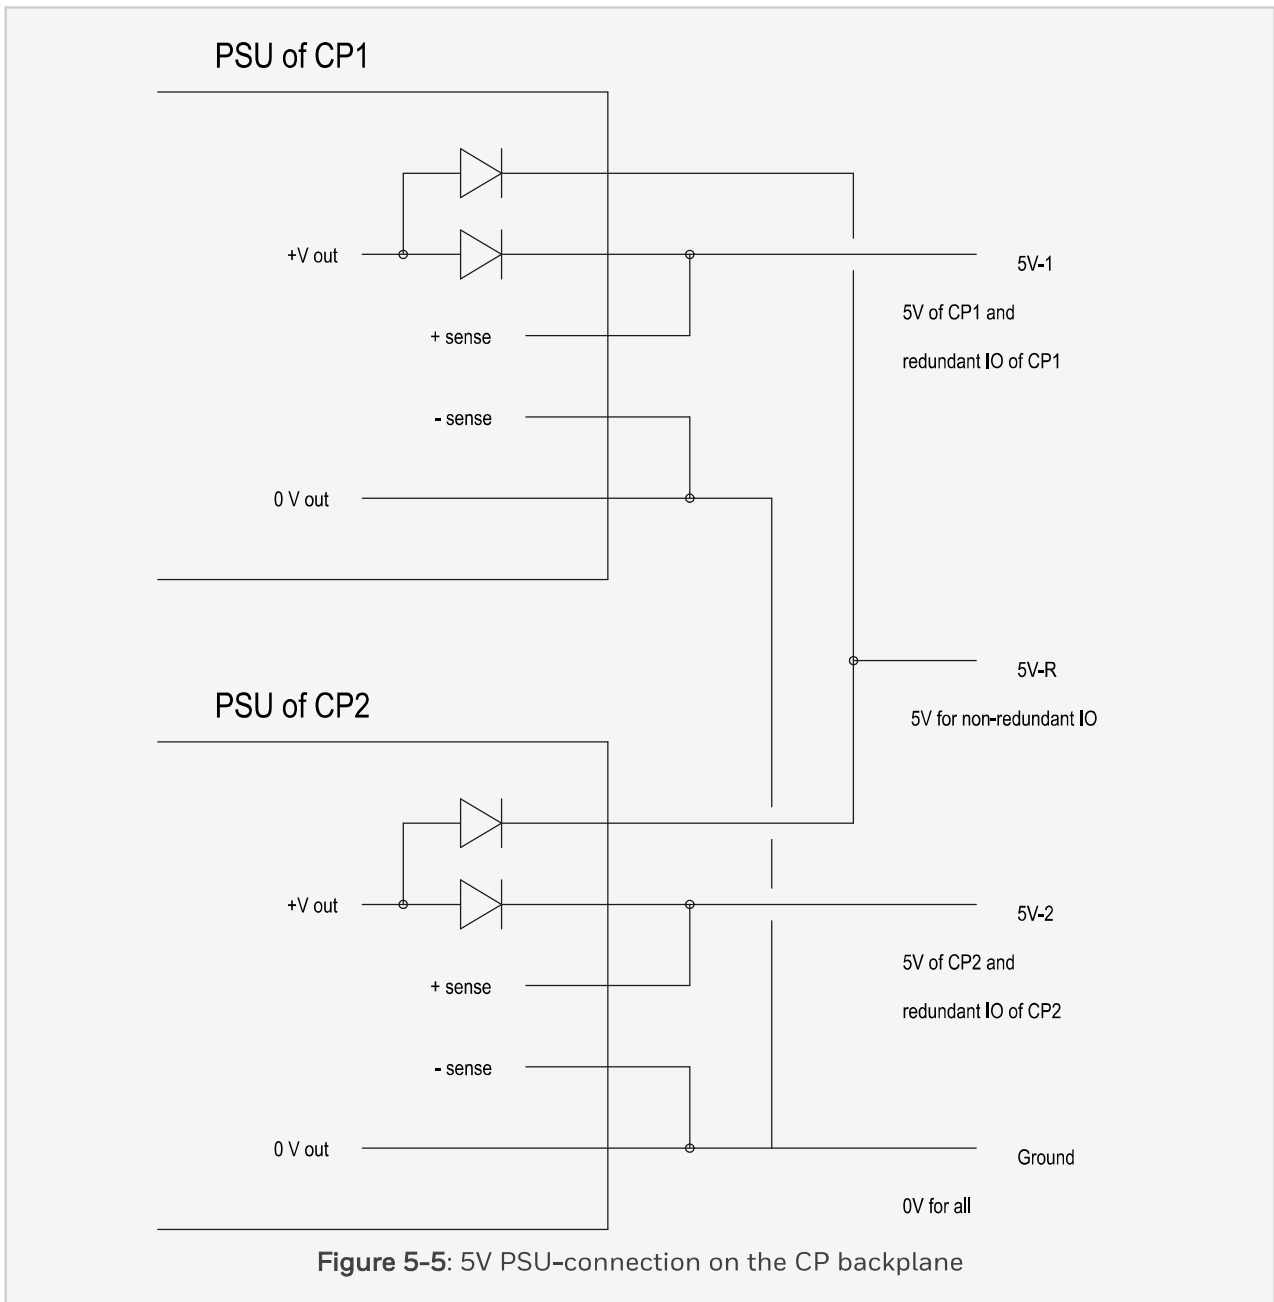 PSU of CP1
+V out
5V-1
5V of CP1 and
+ sense
redundant IO of CP1
- sense
0 V out
5V-R
PSU of CP2
5V for non-redundant IO
+V out
5V-2
5V of CP2 and
+ sense
redundant IO of CP2
- sense
0 V out
Ground
0V for all
Figure 5-5: 5V PSU-connection on the CP backplane